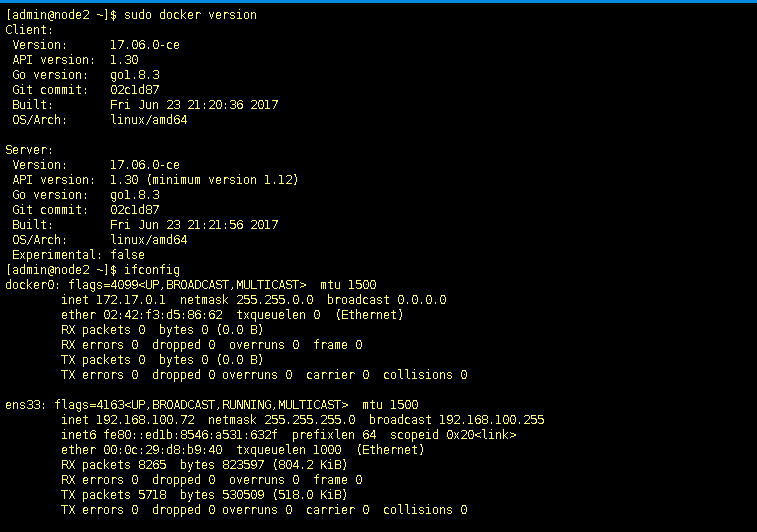 [admin@node2 ~]$ sudo docker version
Client:
 Version:      17.06.0-ce
 API version:  1.30
 Go version:   go1.8.3
 Git commit:   02c1d87
 Built:        Fri Jun 23 21:20:36 2017
 OS/Arch:      linux/amd64

Server:
 Version:      17.06.0-ce
 API version:  1.30 (minimum version 1.12)
 Go version:   go1.8.3
 Git commit:   02c1d87
 Built:        Fri Jun 23 21:21:56 2017
 OS/Arch:      linux/amd64
 Experimental: false
[admin@node2 ~]$ ifconfig
docker0: flags=4099<UP,BROADCAST,MULTICAST>  mtu 1500
        inet 172.17.0.1  netmask 255.255.0.0  broadcast 0.0.0.0
        ether 02:42:f3:d5:86:62  txqueuelen 0  (Ethernet)
        RX packets 0  bytes 0 (0.0 B)
        RX errors 0  dropped 0  overruns 0  frame 0
        TX packets 0  bytes 0 (0.0 B)
        TX errors 0  dropped 0 overruns 0  carrier 0  collisions 0

ens33: flags=4163<UP,BROADCAST,RUNNING,MULTICAST>  mtu 1500
        inet 192.168.100.72  netmask 255.255.255.0  broadcast 192.168.100.255
        inet6 fe80::ed1b:8546:a531:632f  prefixlen 64  scopeid 0x20<link>
        ether 00:0c:29:d8:b9:40  txqueuelen 1000  (Ethernet)
        RX packets 8265  bytes 823597 (804.2 KiB)
        RX errors 0  dropped 0  overruns 0  frame 0
        TX packets 5718  bytes 530509 (518.0 KiB)
        TX errors 0  dropped 0 overruns 0  carrier 0  collisions 0